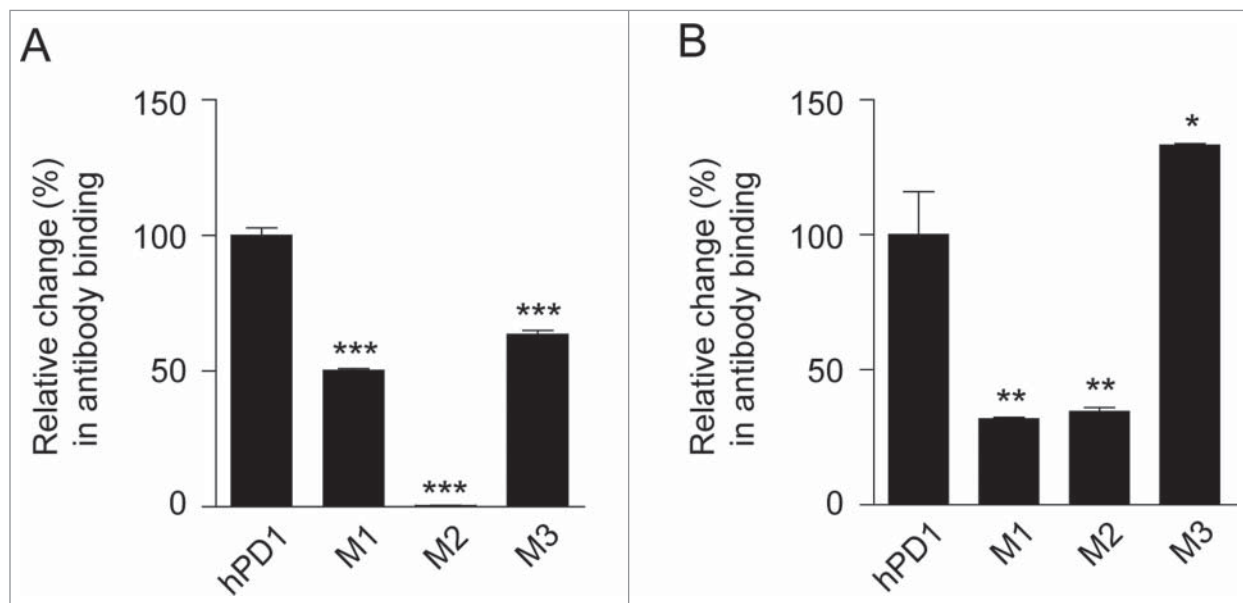 A
Relative change (%)
in antibody binding
150
100
50
0
***
***
***
hPD1
M1
M2
M3
B
Relative change (%)
in antibody binding
150
100
50
0
**
**
*
hPD1
M1
M2
M3